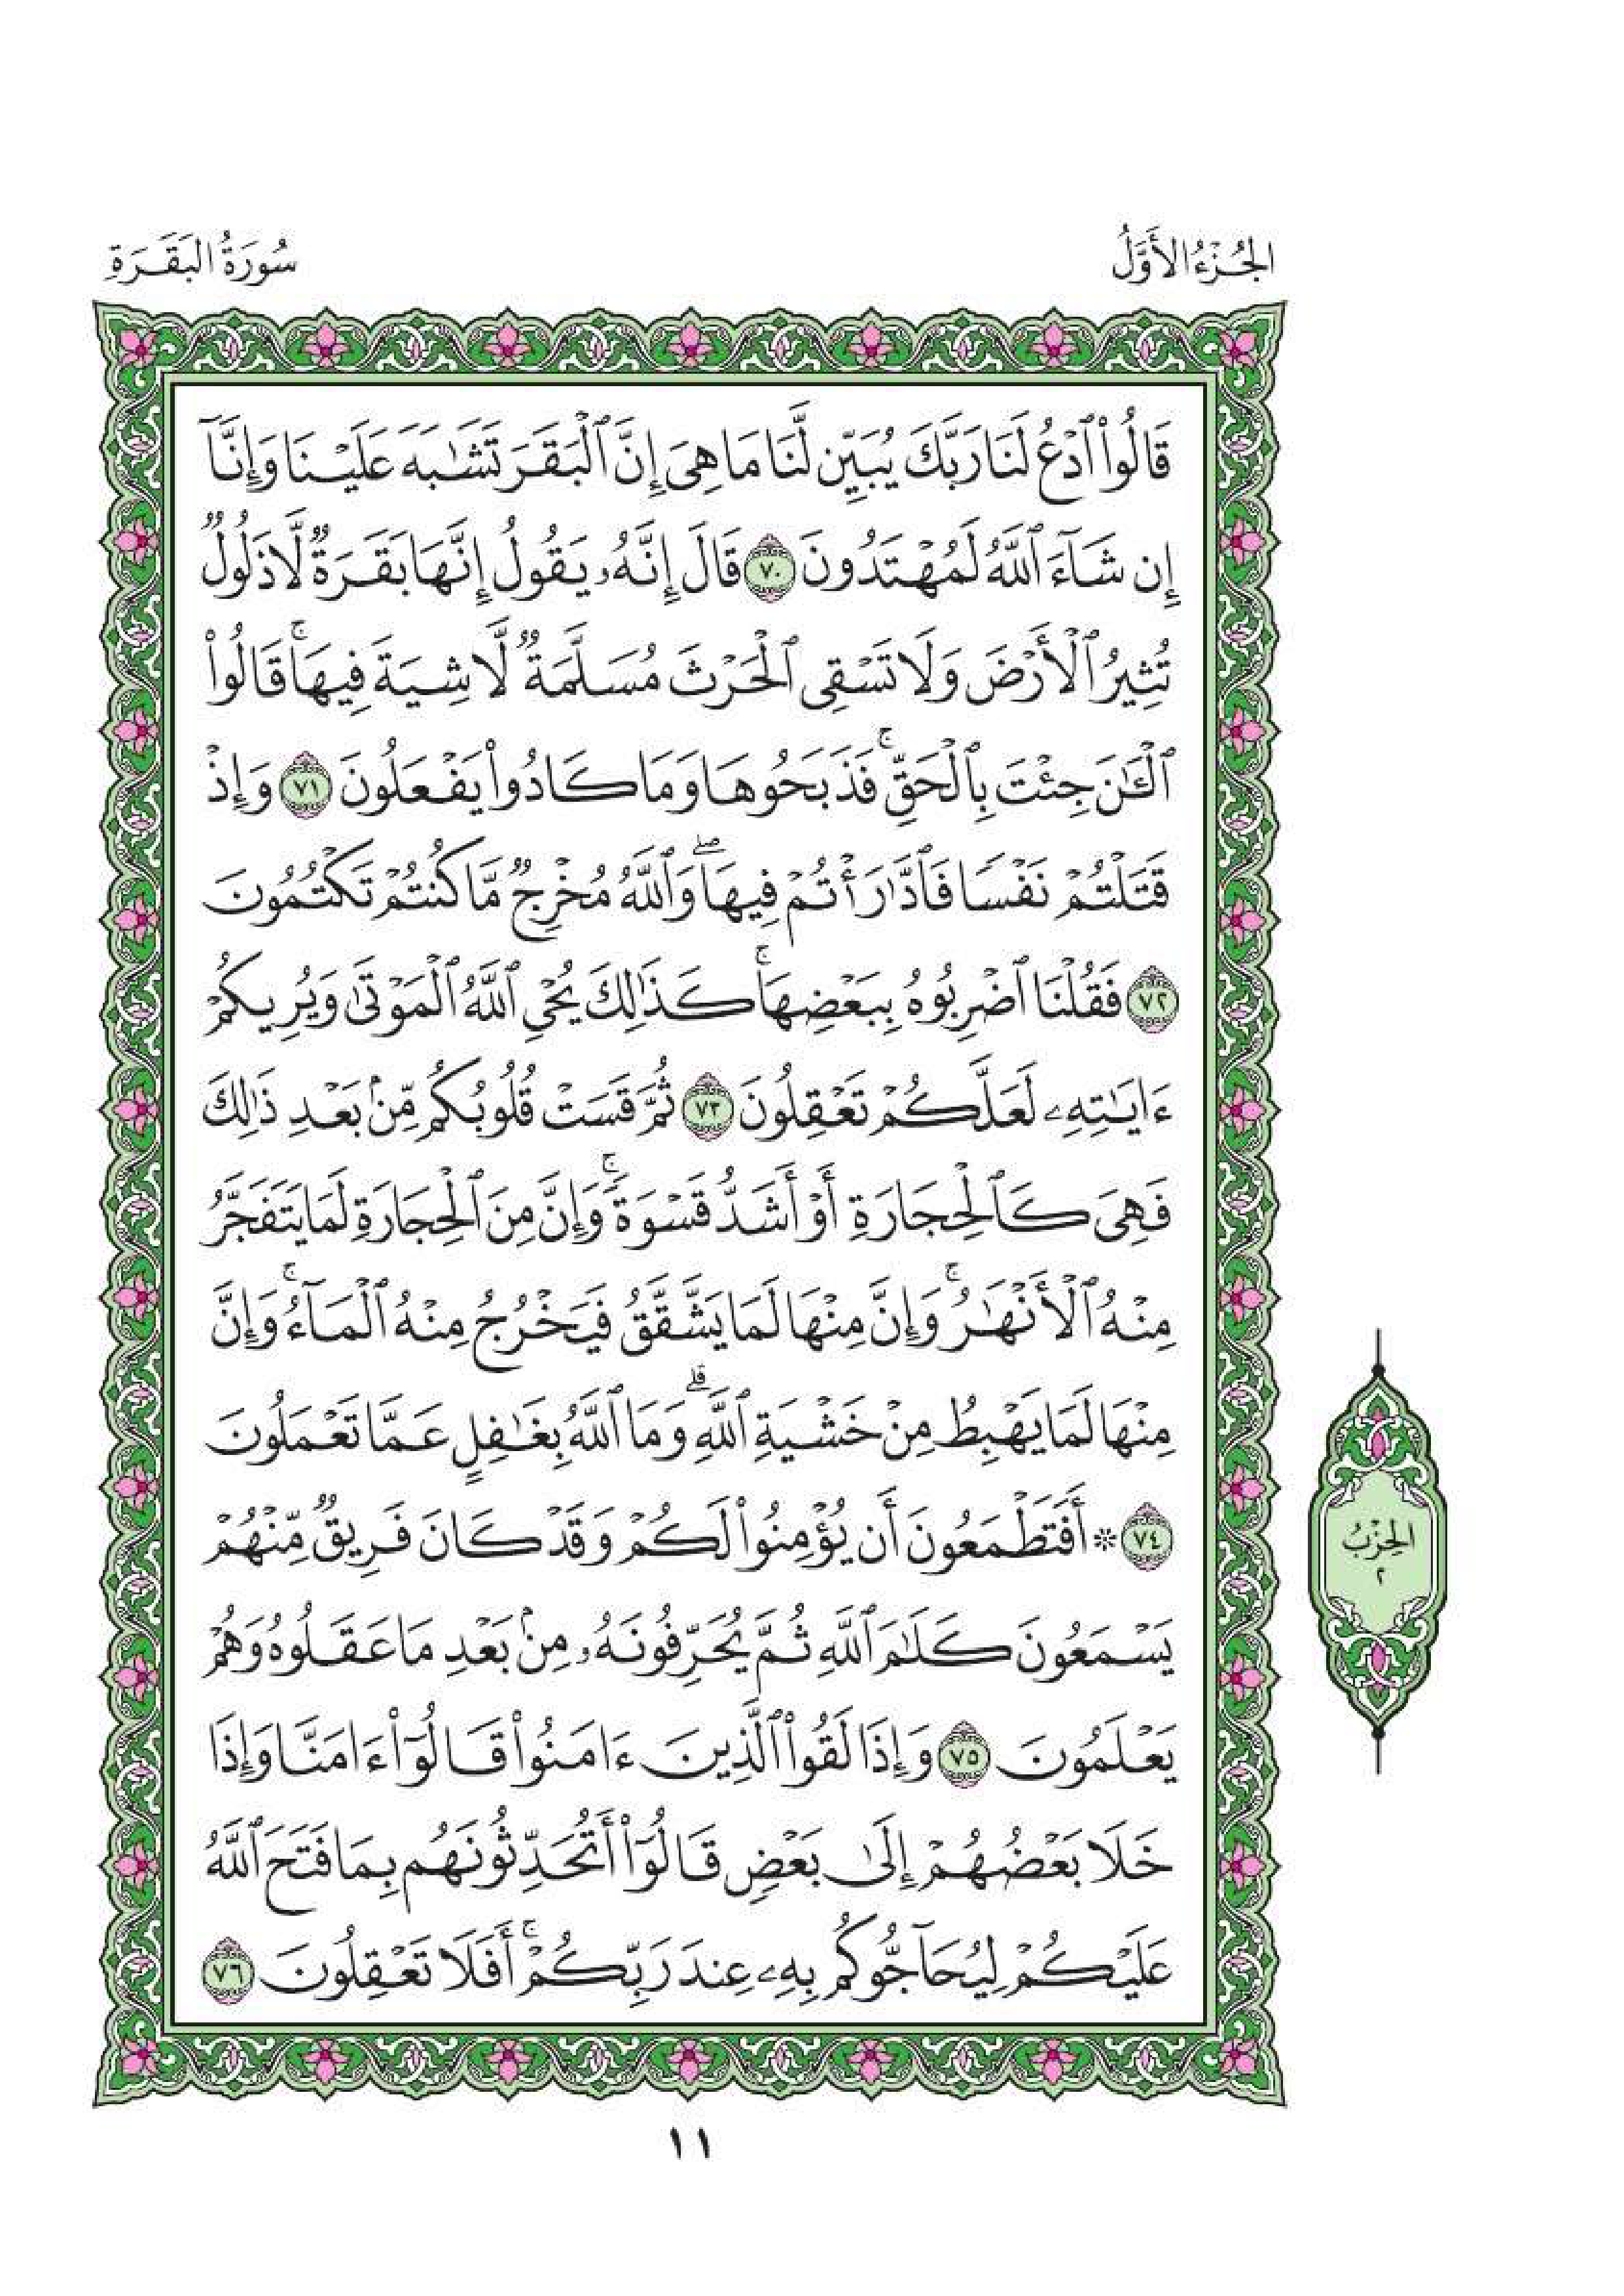 الجُزْءُ الأَوَّلُ
سُورَةُ البَقَرَةِ
قَالُواْ ٱدۡعُ لَنَا رَبَّكَ يُبَيِّن لَّنَا مَا هِيَ إِنَّ ٱلۡبَقَرَ تَشَٰبَهَ عَلَيۡنَا وَإِنَّآ
إِن شَآءَ ٱللَّهُ لَمُهۡتَدُونَ ٧٠ قَالَ إِنَّهُۥ يَقُولُ إِنَّهَا بَقَرَةٞ لَّا ذَلُولٞ
تُثِيرُ ٱلۡأَرۡضَ وَلَا تَسۡقِي ٱلۡحَرۡثَ مُسَلَّمَةٞ لَّا شِيَةَ فِيهَاۚ قَالُواْ
ٱلۡـَٰٔنَ جِئۡتَ بِٱلۡحَقِّۚ فَذَبَحُوهَا وَمَا كَادُواْ يَفۡعَلُونَ ٧١ وَإِذۡ
قَتَلۡتُمۡ نَفۡسٗا فَٱدَّٰرَٰٔتُمۡ فِيهَاۖ وَٱللَّهُ مُخۡرِجٞ مَّا كُنتُمۡ تَكۡتُمُونَ
٧٢ فَقُلۡنَا ٱضۡرِبُوهُ بِبَعۡضِهَاۚ كَذَٰلِكَ يُحۡيِ ٱللَّهُ ٱلۡمَوۡتَىٰ وَيُرِيكُمۡ
ءَايَٰتِهِۦ لَعَلَّكُمۡ تَعۡقِلُونَ ٧٣ ثُمَّ قَسَتۡ قُلُوبُكُم مِّنۢ بَعۡدِ ذَٰلِكَ
فَهِيَ كَٱلۡحِجَارَةِ أَوۡ أَشَدُّ قَسۡوَةٗۚ وَإِنَّ مِنَ ٱلۡحِجَارَةِ لَمَا يَتَفَجَّرُ
مِنۡهُ ٱلۡأَنۡهَٰرُۚ وَإِنَّ مِنۡهَا لَمَا يَشَّقَّقُ فَيَخۡرُجُ مِنۡهُ ٱلۡمَآءُۚ وَإِنَّ
مِنۡهَا لَمَا يَهۡبِطُ مِنۡ خَشۡيَةِ ٱللَّهِۗ وَمَا ٱللَّهُ بِغَٰفِلٍ عَمَّا تَعۡمَلُونَ
٧٤ ۞ أَفَتَطۡمَعُونَ أَن يُؤۡمِنُواْ لَكُمۡ وَقَدۡ كَانَ فَرِيقٞ مِّنۡهُمۡ
يَسۡمَعُونَ كَلَٰمَ ٱللَّهِ ثُمَّ يُحَرِّفُونَهُۥ مِنۢ بَعۡدِ مَا عَقَلُوهُ وَهُمۡ
يَعۡلَمُونَ ٧٥ وَإِذَا لَقُواْ ٱلَّذِينَ ءَامَنُواْ قَالُوٓاْ ءَامَنَّا وَإِذَا
خَلَا بَعۡضُهُمۡ إِلَىٰ بَعۡضٖ قَالُوٓاْ أَتُحَدِّثُونَهُم بِمَا فَتَحَ ٱللَّهُ
عَلَيۡكُمۡ لِيُحَآجُّوكُم بِهِۦ عِندَ رَبِّكُمۡۚ أَفَلَا تَعۡقِلُونَ ٧٦
الحِزْبُ
٢
١١